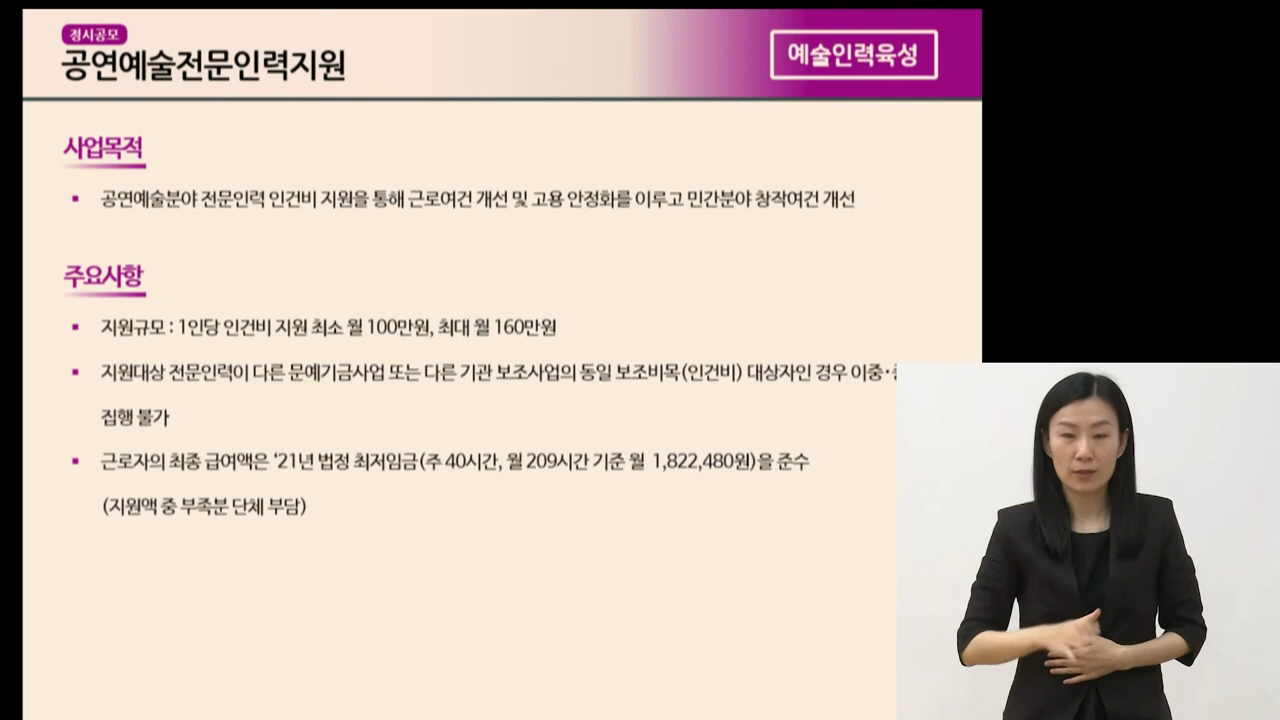 정시공모
공연예술전문인력지원
예술인력육성
사업목적
▪ 공연예술분야 전문인력 인건비 지원을 통해 근로여건 개선 및 고용 안정화를 이루고 민간분야 창작여건 개선
주요사항
▪ 지원규모 : 1인당 인건비 지원 최소 월 100만원, 최대 월 160만원
▪ 지원대상 전문인력이 다른 문예기금사업 또는 다른 기관 보조사업의 동일 보조비목(인건비) 대상자인 경우 이중·
집행 불가
▪ 근로자의 최종 급여액은 ‘21년 법정 최저임금(주 40시간, 월 209시간 기준 월 1,822,480원)을 준수
(지원액 중 부족분 단체 부담)